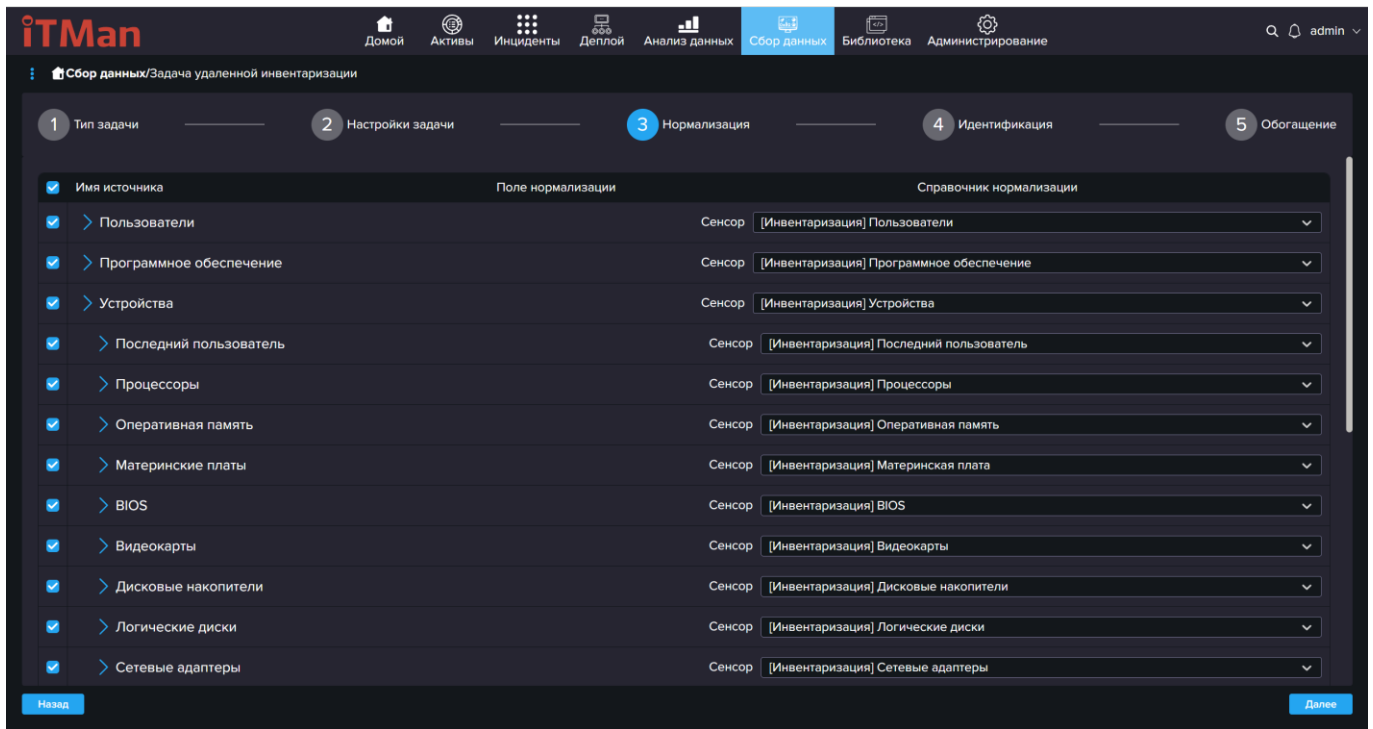 iTMan
Домой Активы Инциденты Деплой Анализ данных Сбор данных Библиотека Администрирование admin
Сбор данных/Задача удаленной инвентаризации
1 Тип задачи 2 Настройки задачи 3 Нормализация 4 Идентификация 5 Обогащение
Имя источника Поле нормализации Справочник нормализации
Пользователи Сенсор [Инвентаризация] Пользователи
Программное обеспечение Сенсор [Инвентаризация] Программное обеспечение
Устройства Сенсор [Инвентаризация] Устройства
Последний пользователь Сенсор [Инвентаризация] Последний пользователь
Процессоры Сенсор [Инвентаризация] Процессоры
Оперативная память Сенсор [Инвентаризация] Оперативная память
Материнские платы Сенсор [Инвентаризация] Материнская плата
BIOS Сенсор [Инвентаризация] BIOS
Видеокарты Сенсор [Инвентаризация] Видеокарты
Дисковые накопители Сенсор [Инвентаризация] Дисковые накопители
Логические диски Сенсор [Инвентаризация] Логические диски
Сетевые адаптеры Сенсор [Инвентаризация] Сетевые адаптеры
Назад Далее